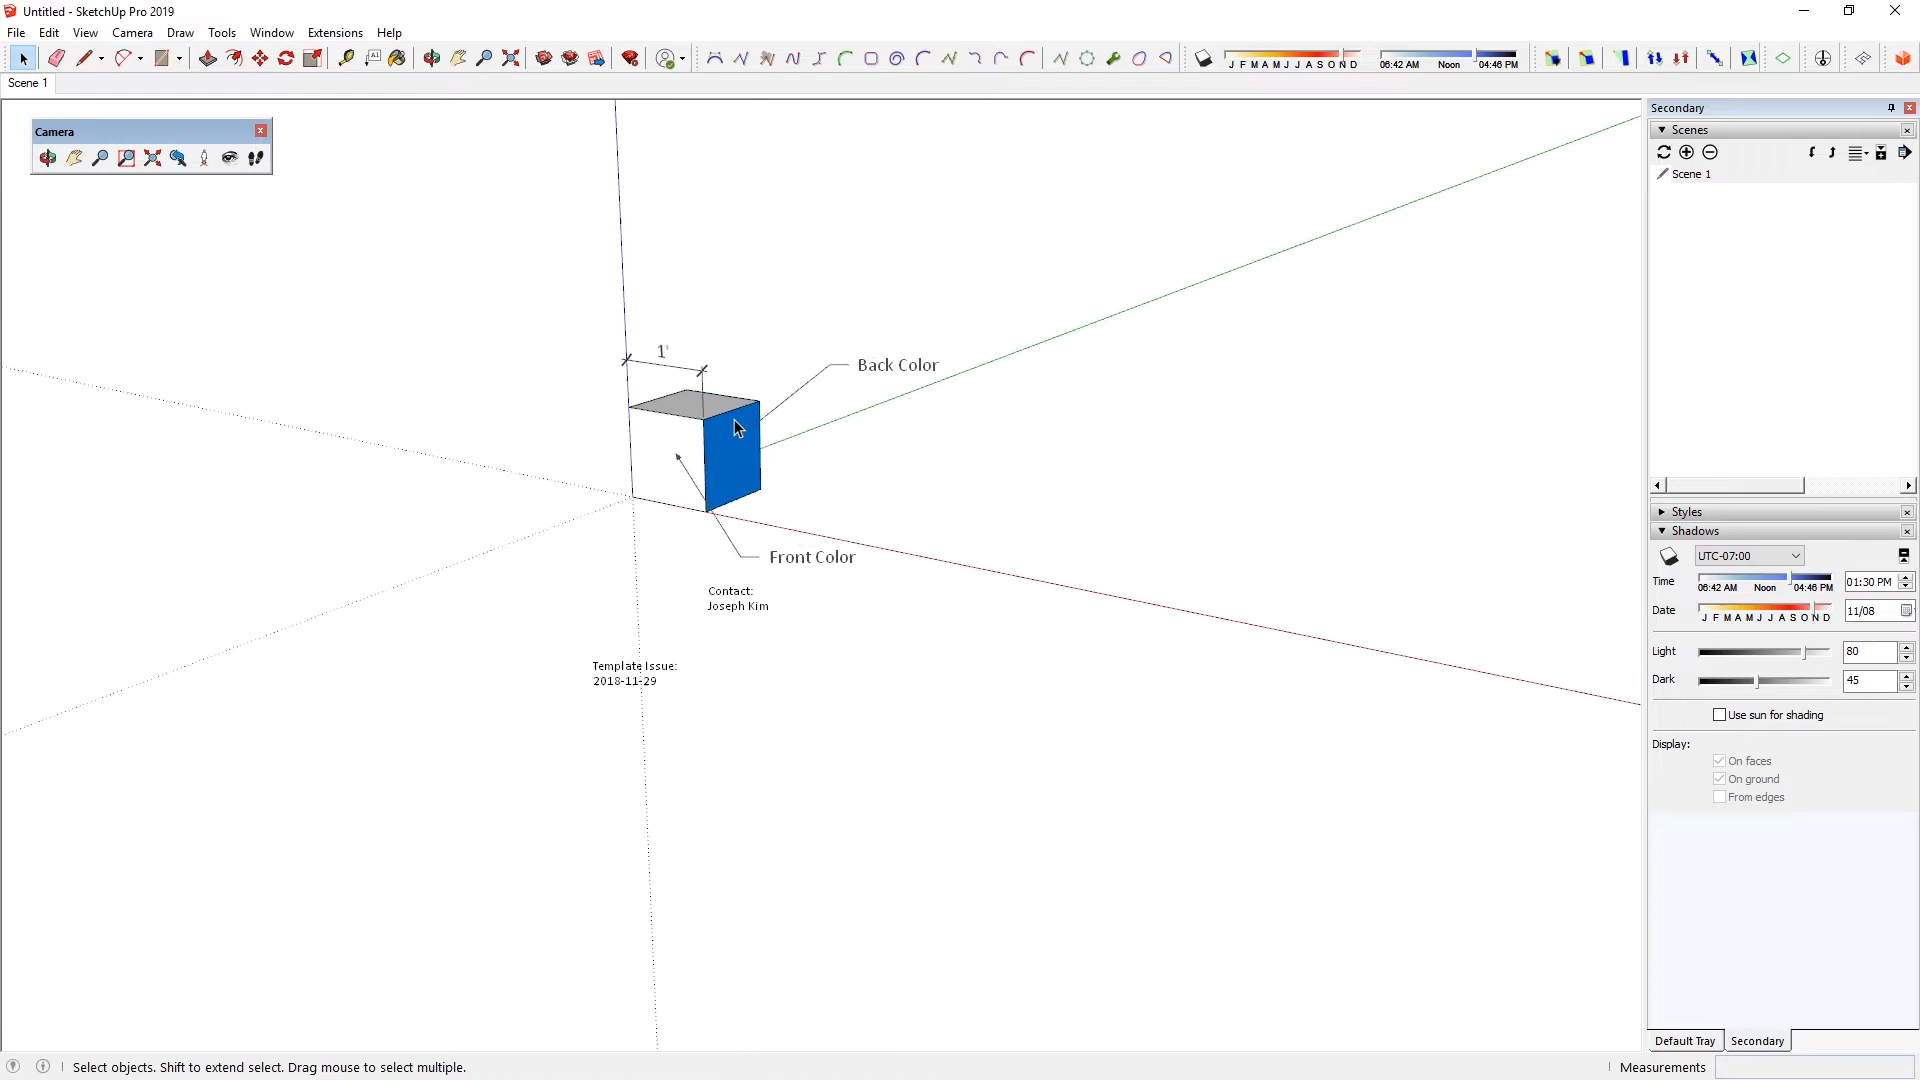 Untitled - SketchUp Pro 2019
File Edit View Camera Draw Tools Window Extensions Help
A1
J F M A M J J A S O N D
06:42 AM Noon 04:46 PM
Scene 1
Camera
1'
Back Color
Front Color
Contact:
Joseph Kim
Template Issue:
2018-11-29
Secondary
Scenes
Scene 1
Styles
Shadows
UTC-07:00
Time 06:42 AM Noon 04:46 PM 01:30 PM
Date J F M A M J J A S O N D 11/08
Light 80
Dark 45
Use sun for shading
Display:
On faces
On ground
From edges
Default Tray Secondary
Select objects. Shift to extend select. Drag mouse to select multiple.
Measurements